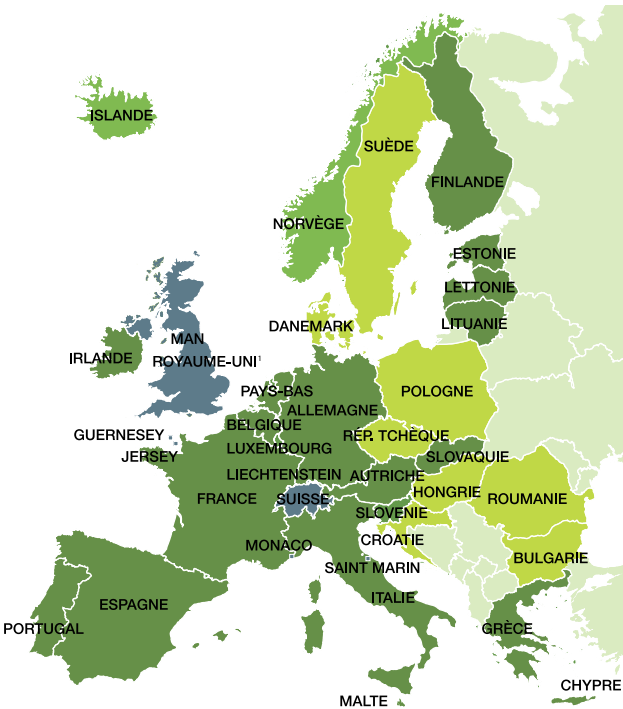 ISLANDE
SUÈDE
FINLANDE
NORVÈGE
ESTONIE
LETTONIE
LITUANIE
DANEMARK
MAN
IRLANDE
ROYAUME-UNI¹
PAYS-BAS
POLOGNE
ALLEMAGNE
BELGIQUE
GUERNESEY
RÉP. TCHÈQUE
LUXEMBOURG
JERSEY
SLOVAQUIE
LIECHTENSTEIN
AUTRICHE
FRANCE
SUISSE
HONGRIE
ROUMANIE
SLOVENIE
CROATIE
MONACO
BULGARIE
SAINT MARIN
ITALIE
ESPAGNE
PORTUGAL
GRÈCE
CHYPRE
MALTE